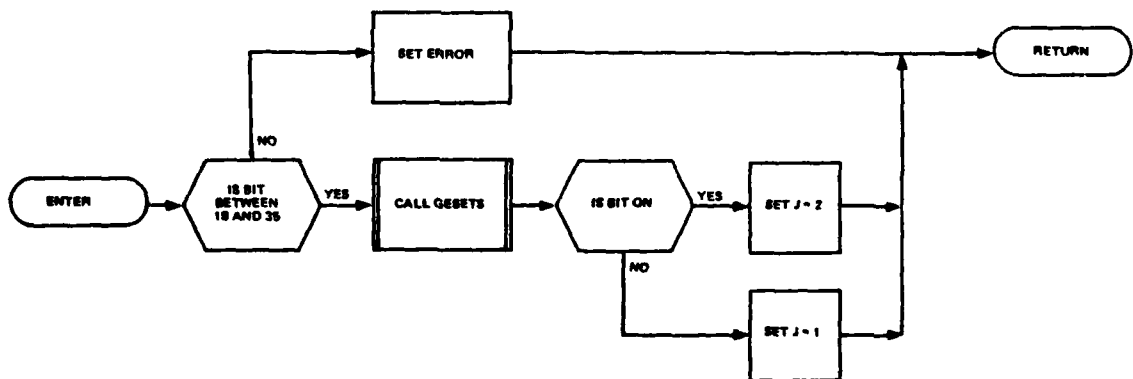 SET ERROR
RETURN
NO
ENTER
IS BIT
BETWEEN
18 AND 35
YES
CALL GESETS
IS BIT ON
YES
SET J = 2
NO
SET J = 1